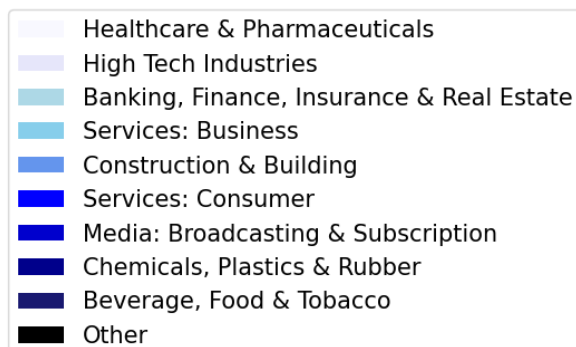 Healthcare & Pharmaceuticals
High Tech Industries
Banking, Finance, Insurance & Real Estate
Services: Business
Construction & Building
Services: Consumer
Media: Broadcasting & Subscription
Chemicals, Plastics & Rubber
Beverage, Food & Tobacco
Other